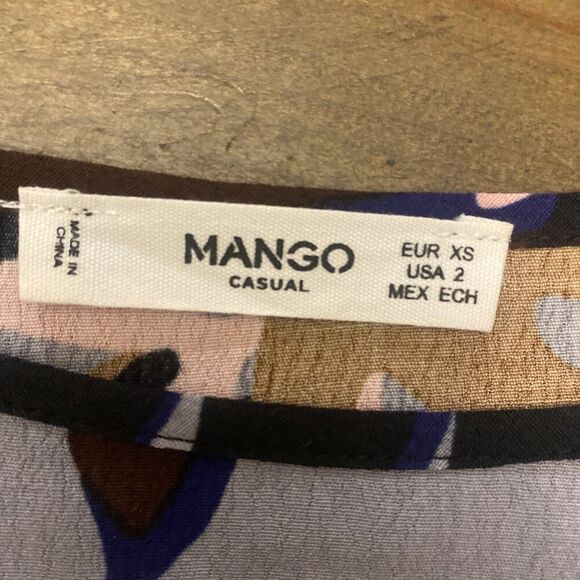 MADE IN
CHINA
MANGO
CASUAL
EUR XS
USA 2
MEX ECH